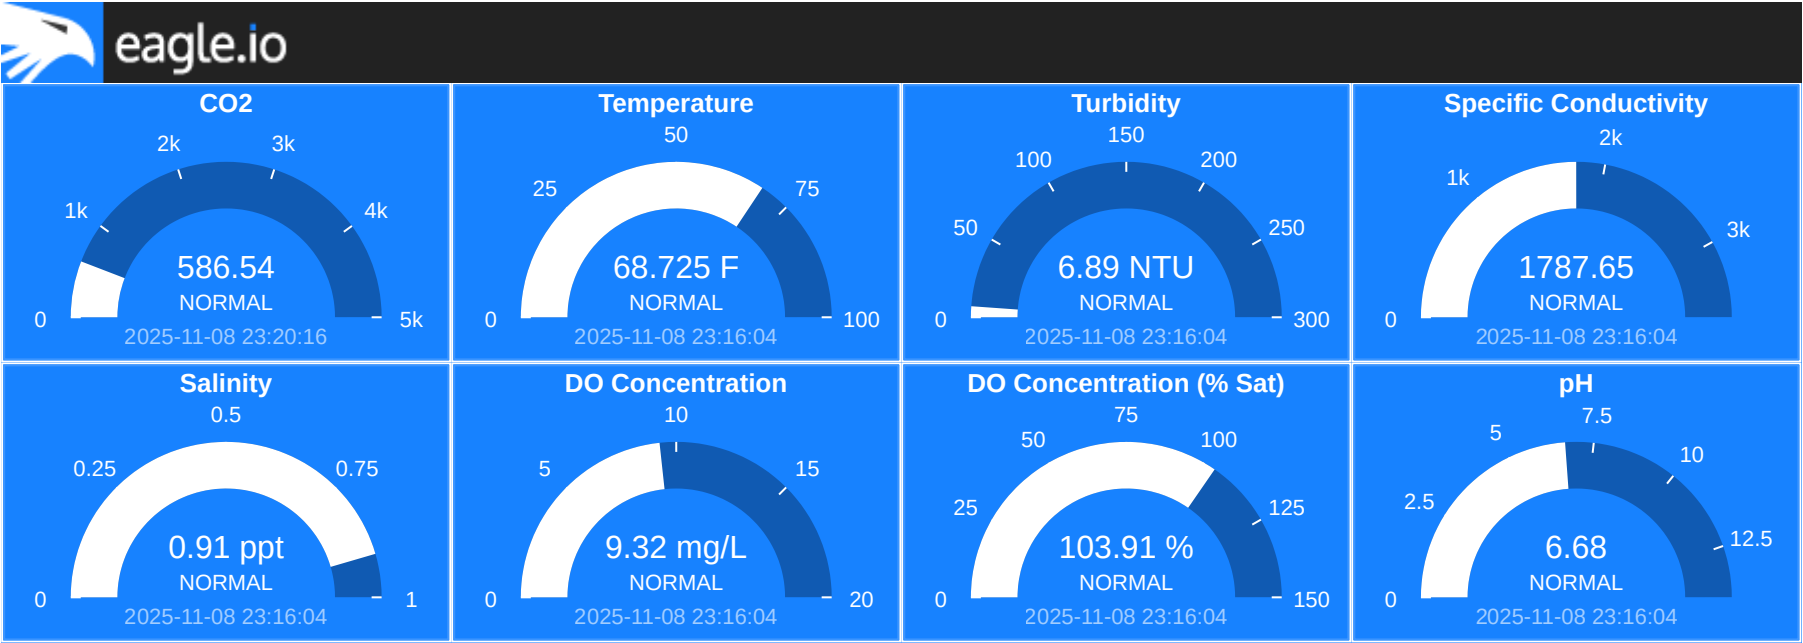 eagle.io
CO2
2k
3k
1k
4k
586.54
NORMAL
0
5k
2025-11-08 23:20:16
Temperature
50
25
75
68.725 F
NORMAL
0
100
2025-11-08 23:16:04
Turbidity
150
100
200
50
250
6.89 NTU
NORMAL
0
300
2025-11-08 23:16:04
Specific Conductivity
2k
1k
3k
1787.65
NORMAL
0
2025-11-08 23:16:04
Salinity
0.5
0.25
0.75
0.91 ppt
NORMAL
0
1
2025-11-08 23:16:04
DO Concentration
10
5
15
9.32 mg/L
NORMAL
0
20
2025-11-08 23:16:04
DO Concentration (% Sat)
75
50
100
25
125
103.91 %
NORMAL
0
150
2025-11-08 23:16:04
pH
7.5
5
10
2.5
12.5
6.68
NORMAL
0
2025-11-08 23:16:04